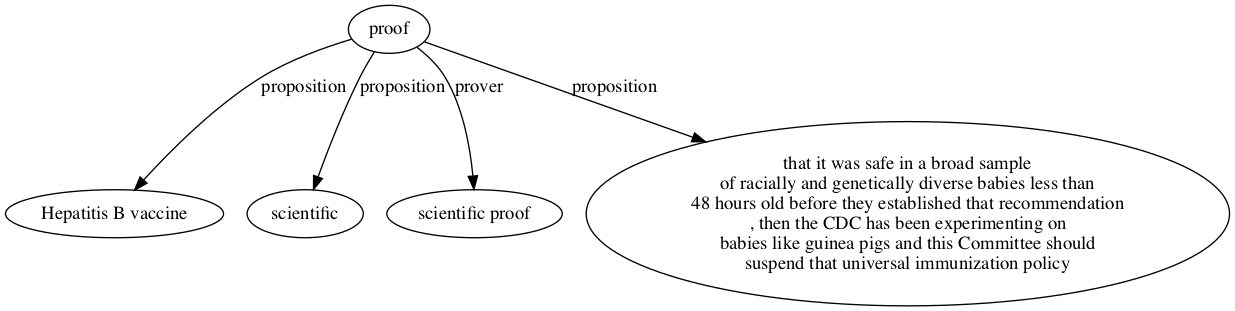 proof
proposition
proposition
prover
proposition
Hepatitis B vaccine
scientific
scientific proof
that it was safe in a broad sample
of racially and genetically diverse babies less than
48 hours old before they established that recommendation
, then the CDC has been experimenting on
babies like guinea pigs and this Committee should
suspend that universal immunization policy